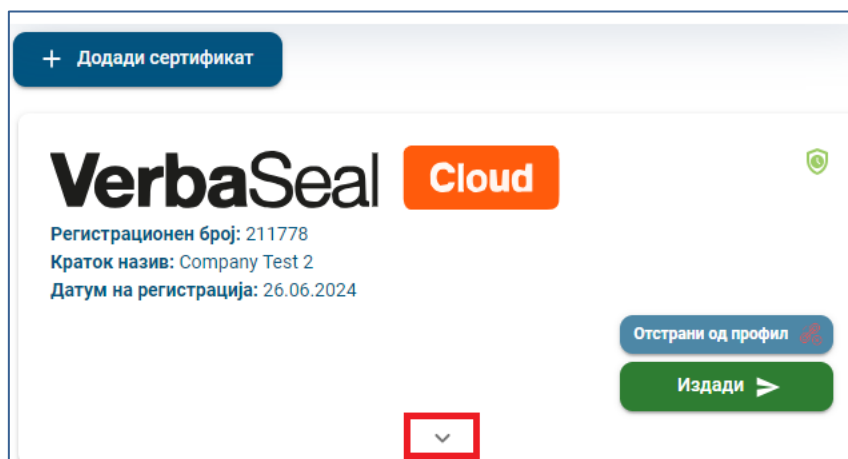 + Додади сертификат
VerbaSeal Cloud
Регистрационен број: 211778
Краток назив: Company Test 2
Датум на регистрација: 26.06.2024
Отстрани од профил
Издади